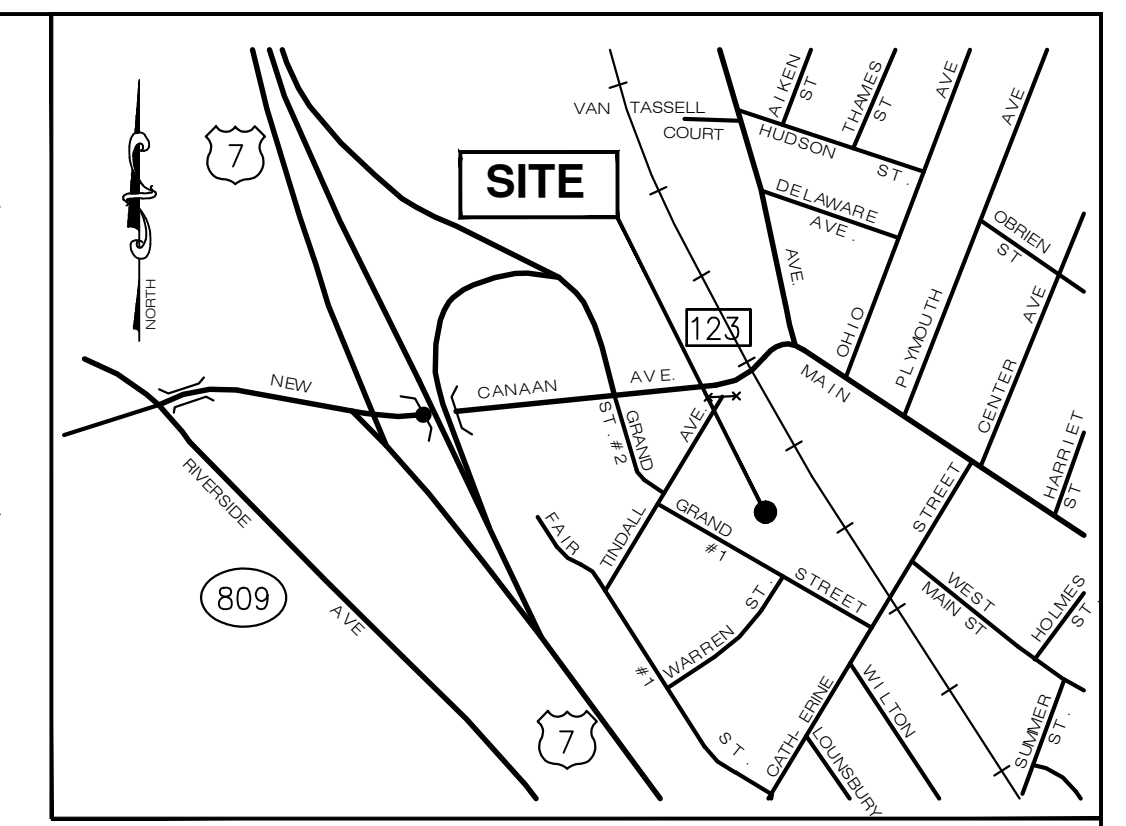 AIKEN
ST
THAMES
ST
AVE
AVE
VAN TASSELL
COURT
HUDSON
ST.
7
SITE
DELAWARE
AVE.
OBRIEN
ST
NORTH
AVE.
123
OHIO
PLYMOUTH
AVE
NEW
CANAAN
AVE.
MAIN
CENTER
HARRIET
ST
ST. #2
GRAND
AVE.
RIVERSIDE
AVE
FAIR
TINDALL
GRAND
#1
STREET
STREET
809
WEST
MAIN ST
HOLMES
ST.
WARREN
ST.
#1
ST.
7
CATH-ERINE
WILTON
LOUNSBURY
SUMMER
ST.